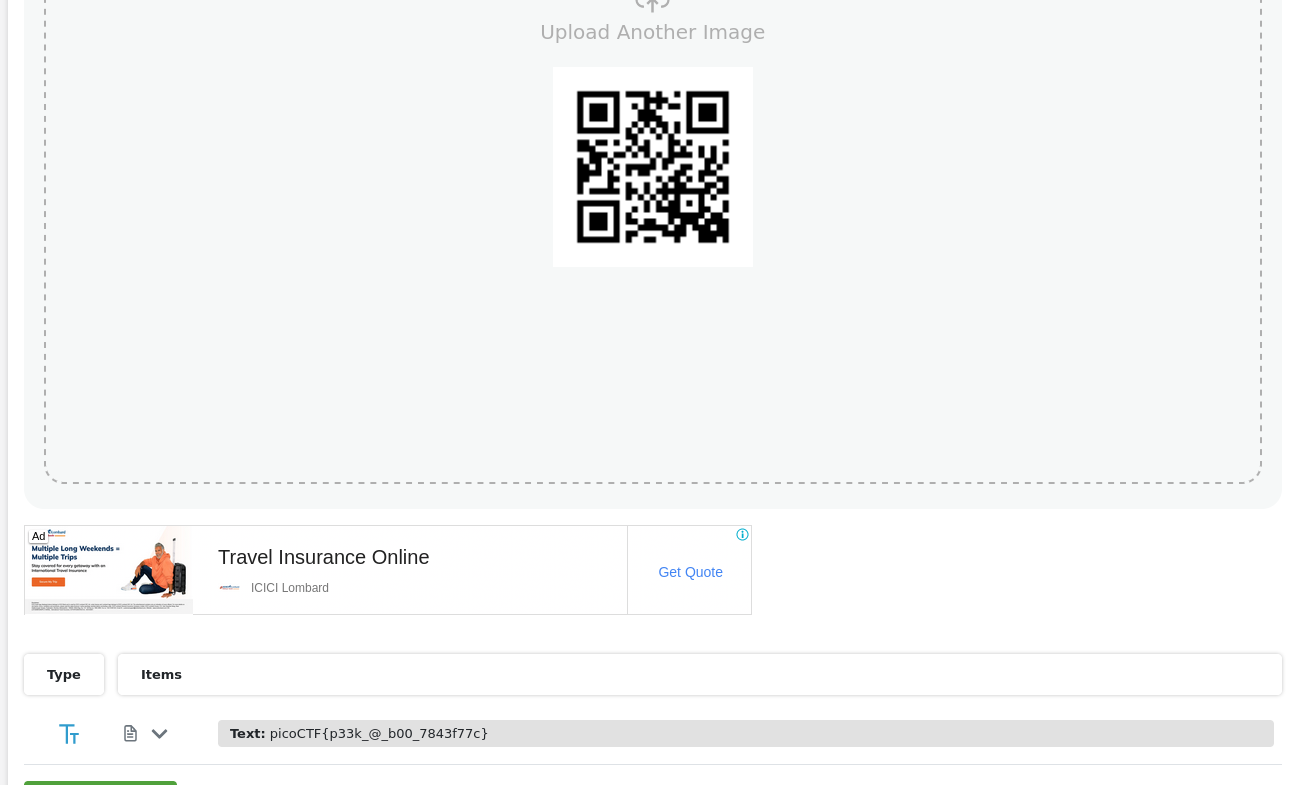 Upload Another Image
Ad
Multiple Long Weekends =
Multiple Trips
Stay covered for every getaway with an
International Travel Insurance
Travel Insurance Online
ICICI Lombard
Get Quote
Type
Items
Text: picoCTF{p33k_@_b00_7843f77c}